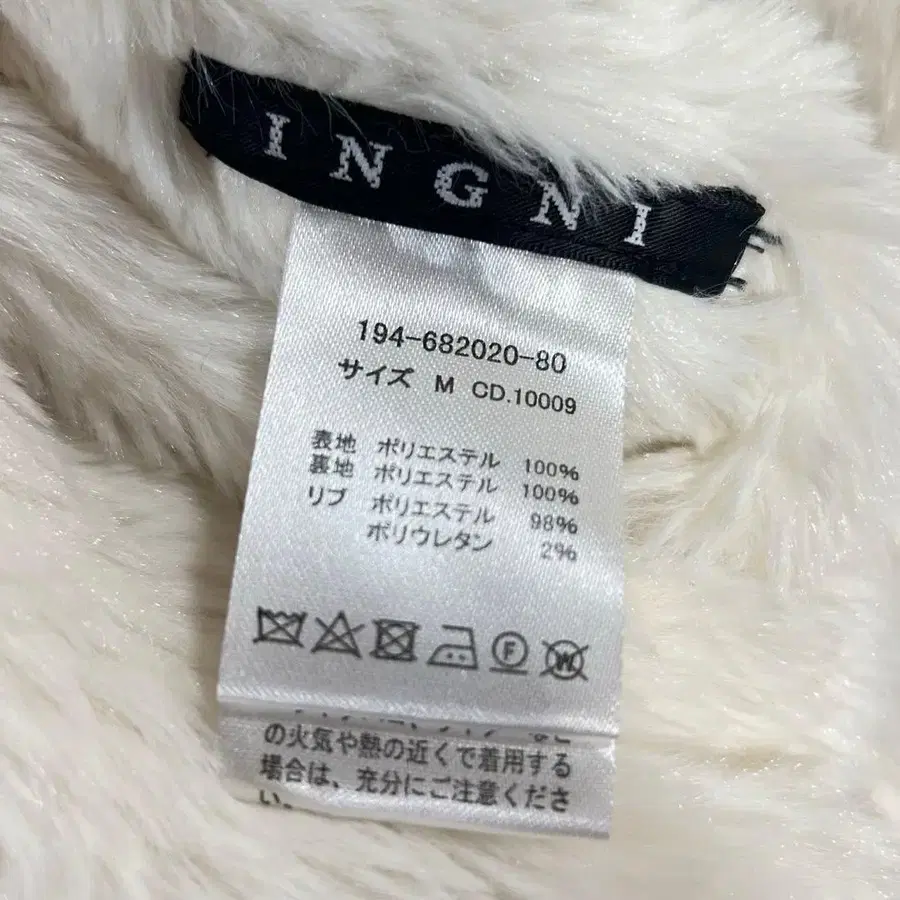 INGNI
194-682020-80
サイズ M CD.10009
表地 ポリエステル 100%
裏地 ポリエステル 100%
リブ ポリエステル 98%
ポリウレタン 2%
F W
の火気や熱の近くで着用する
場合は、充分にご注意くださ
い。